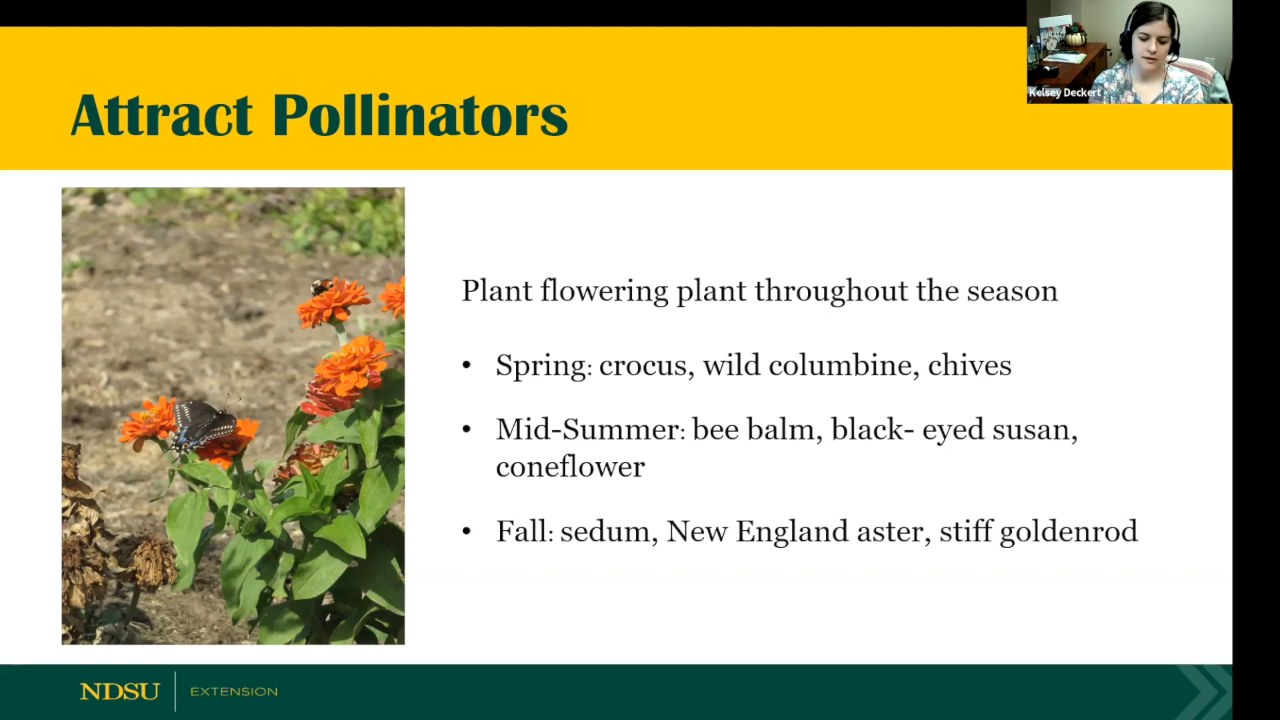 Kelsey Deckert
Attract Pollinators
Plant flowering plant throughout the season
• Spring: crocus, wild columbine, chives
• Mid-Summer: bee balm, black- eyed susan,
coneflower
• Fall: sedum, New England aster, stiff goldenrod
NDSU EXTENSION